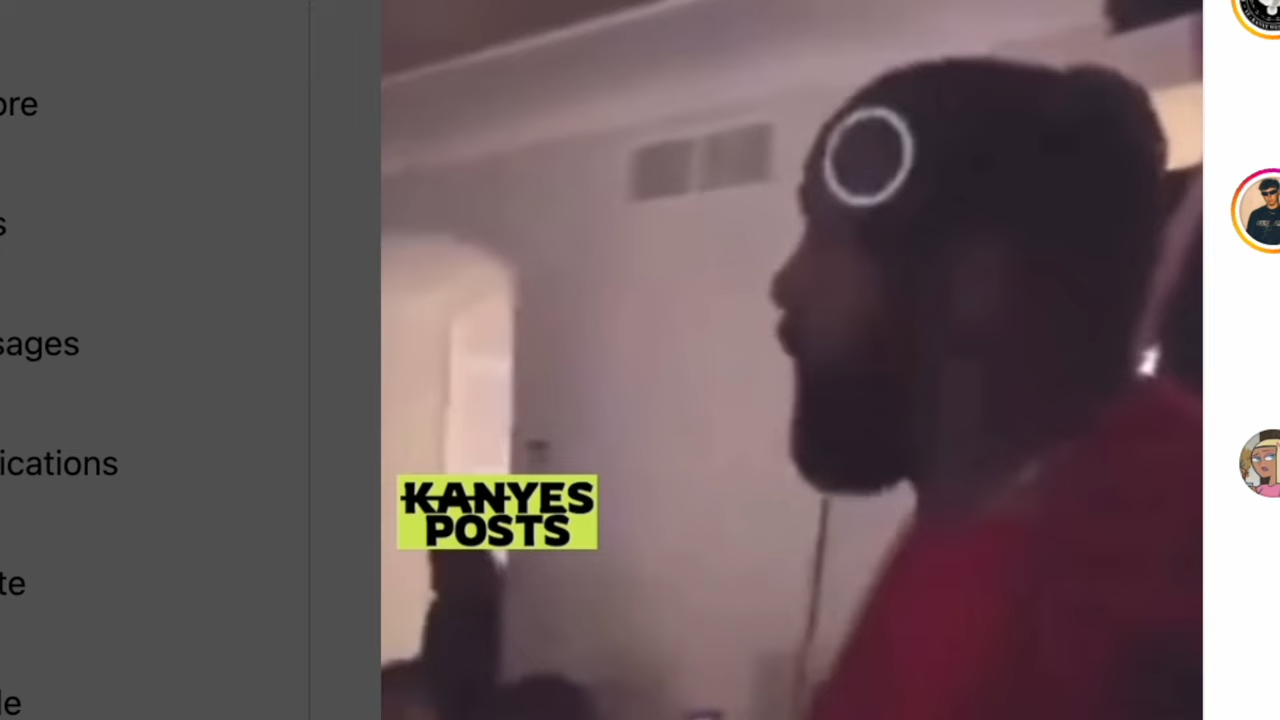 ore
s
sages
ications
te
le
KANYES
POSTS